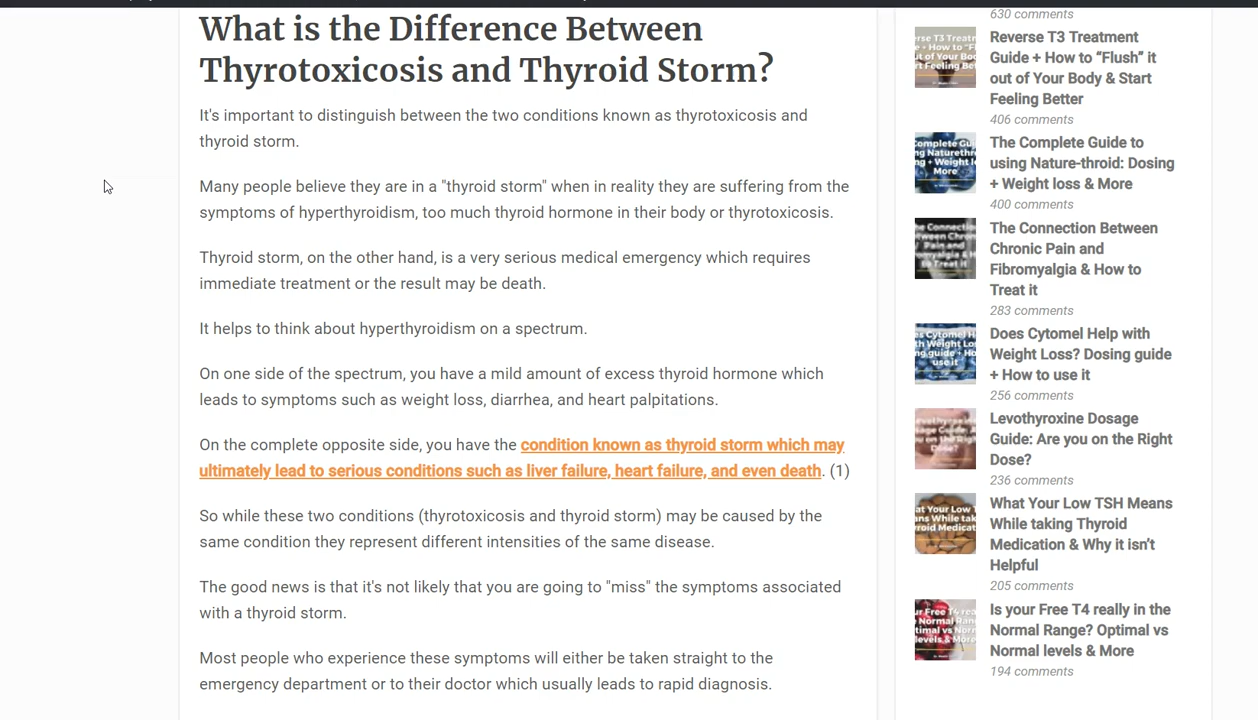 What is the Difference Between
Thyrotoxicosis and Thyroid Storm?
It's important to distinguish between the two conditions known as thyrotoxicosis and
thyroid storm.
Many people believe they are in a "thyroid storm" when in reality they are suffering from the
symptoms of hyperthyroidism, too much thyroid hormone in their body or thyrotoxicosis.
Thyroid storm, on the other hand, is a very serious medical emergency which requires
immediate treatment or the result may be death.
It helps to think about hyperthyroidism on a spectrum.
On one side of the spectrum, you have a mild amount of excess thyroid hormone which
leads to symptoms such as weight loss, diarrhea, and heart palpitations.
On the complete opposite side, you have the condition known as thyroid storm which may
ultimately lead to serious conditions such as liver failure, heart failure, and even death. (1)
So while these two conditions (thyrotoxicosis and thyroid storm) may be caused by the
same condition they represent different intensities of the same disease.
The good news is that it's not likely that you are going to "miss" the symptoms associated
with a thyroid storm.
Most people who experience these symptoms will either be taken straight to the
emergency department or to their doctor which usually leads to rapid diagnosis.
630 comments
Reverse T3 Treatment
Guide + How to “Flush” it
out of Your Body & Start
Feeling Better
406 comments
The Complete Guide to
using Nature-throid: Dosing
+ Weight loss & More
400 comments
The Connection Between
Chronic Pain and
Fibromyalgia & How to
Treat it
283 comments
Does Cytomel Help with
Weight Loss? Dosing guide
+ How to use it
256 comments
Levothyroxine Dosage
Guide: Are you on the Right
Dose?
236 comments
What Your Low TSH Means
While taking Thyroid
Medication & Why it isn’t
Helpful
205 comments
Is your Free T4 really in the
Normal Range? Optimal vs
Normal levels & More
194 comments